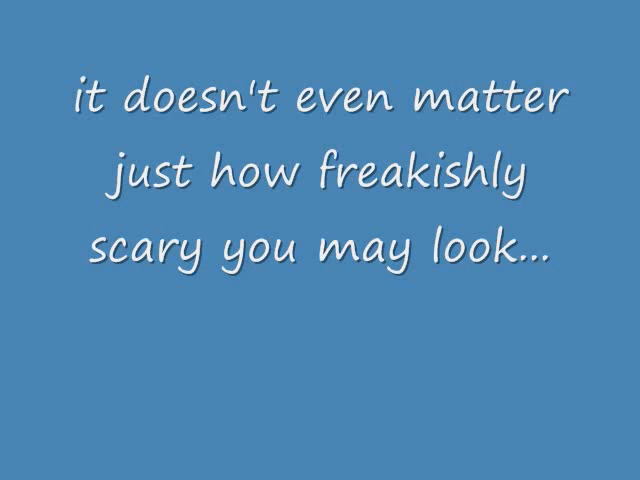 it doesn't even matter
just how freakishly
scary you may look...